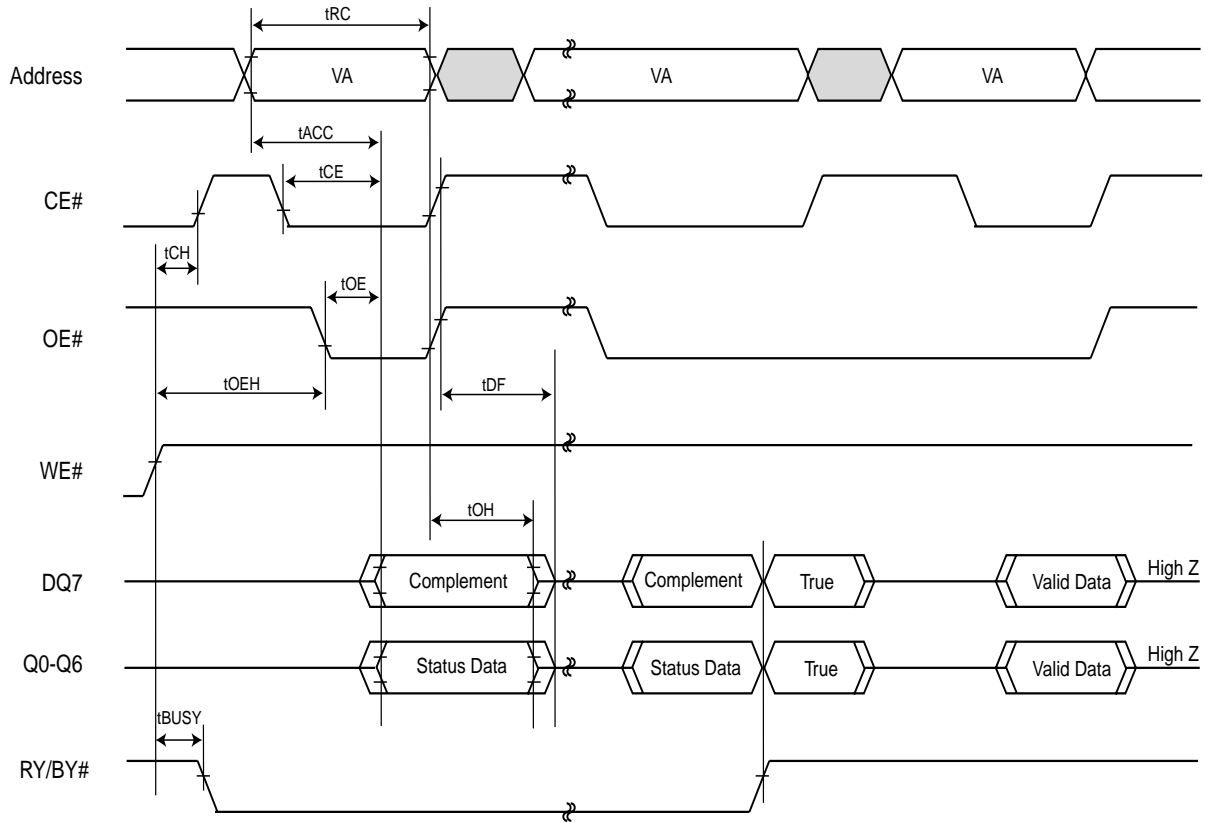 tRC
Address VA VA VA
tACC
tCE
CE#
tCH
tOE
OE#
tOEH tDF
WE#
tOH
DQ7 Complement Complement True Valid Data High Z
Q0-Q6 Status Data Status Data True Valid Data High Z
tBUSY
RY/BY#